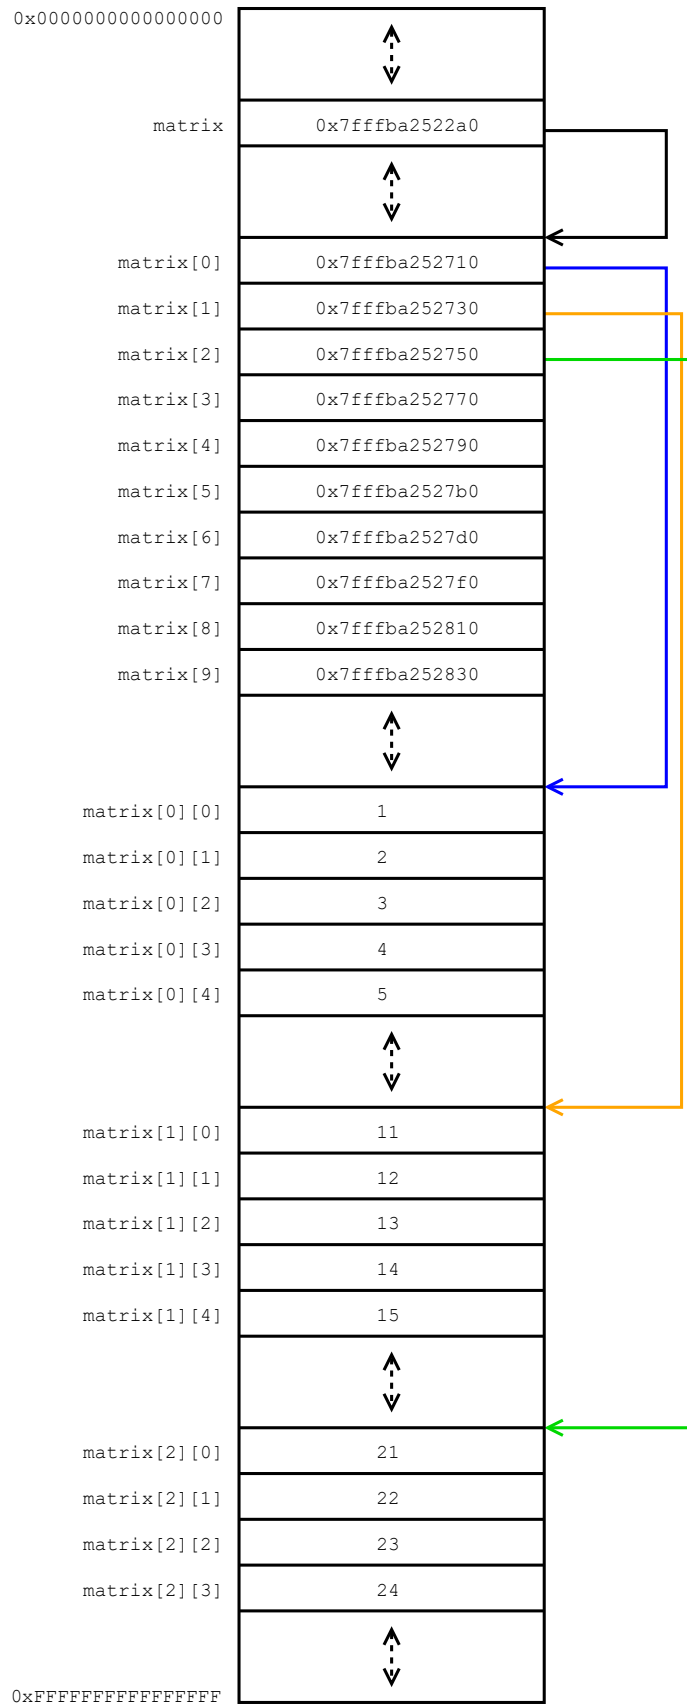 0x0000000000000000
matrix 0x7fffba2522a0
matrix[0] 0x7fffba252710
matrix[1] 0x7fffba252730
matrix[2] 0x7fffba252750
matrix[3] 0x7fffba252770
matrix[4] 0x7fffba252790
matrix[5] 0x7fffba2527b0
matrix[6] 0x7fffba2527d0
matrix[7] 0x7fffba2527f0
matrix[8] 0x7fffba252810
matrix[9] 0x7fffba252830
matrix[0][0] 1
matrix[0][1] 2
matrix[0][2] 3
matrix[0][3] 4
matrix[0][4] 5
matrix[1][0] 11
matrix[1][1] 12
matrix[1][2] 13
matrix[1][3] 14
matrix[1][4] 15
matrix[2][0] 21
matrix[2][1] 22
matrix[2][2] 23
matrix[2][3] 24
0xFFFFFFFFFFFFFFFF